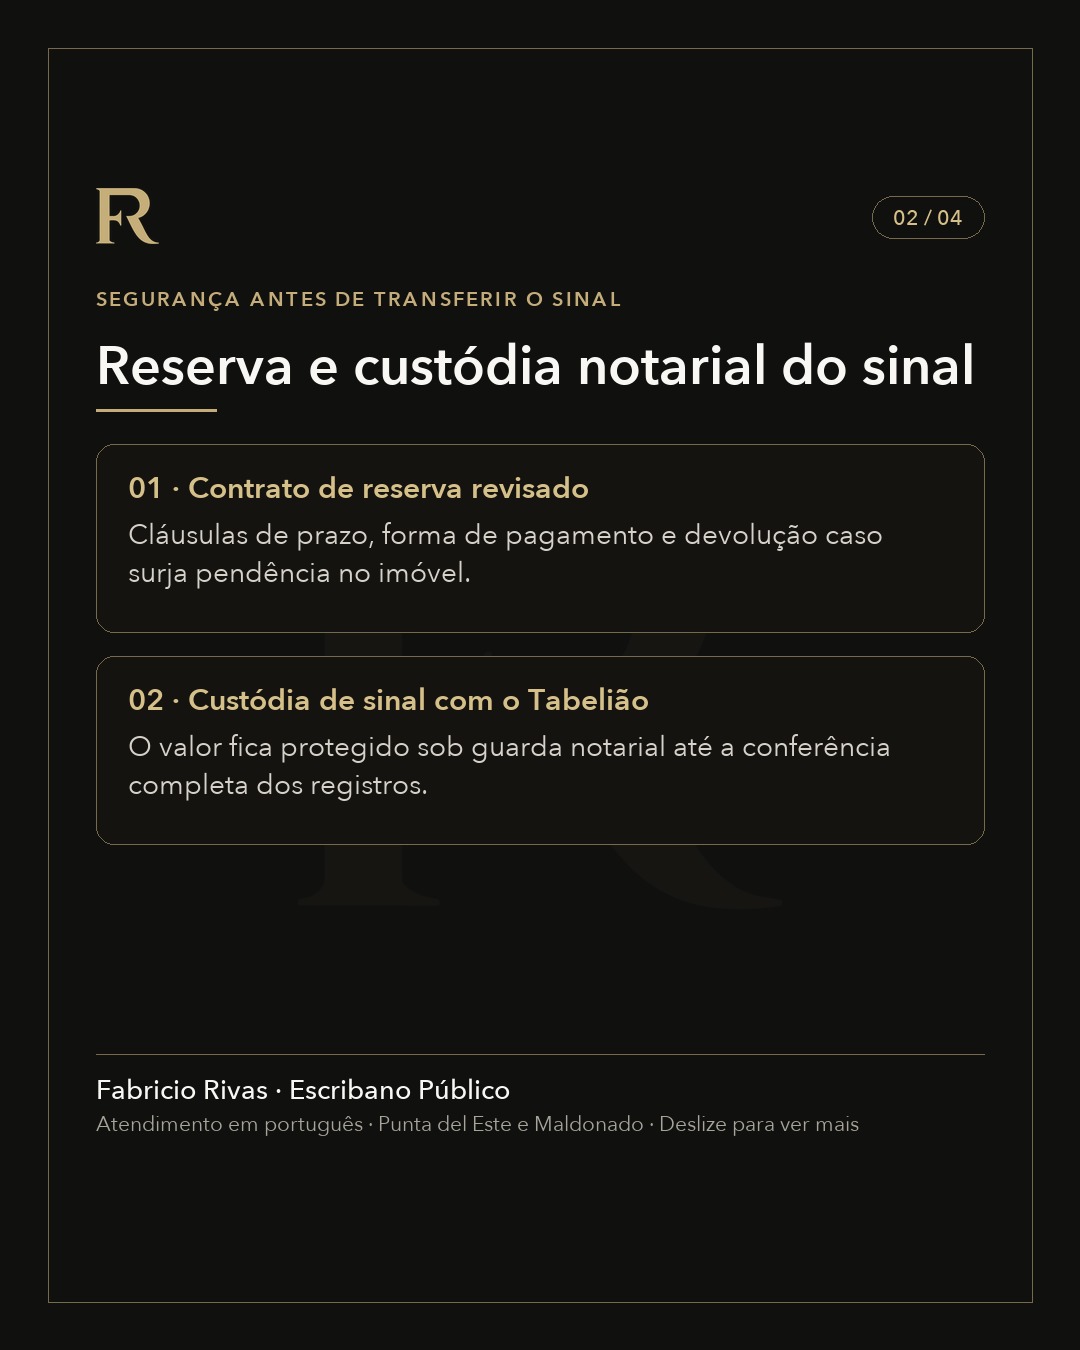 R
02 / 04
SEGURANÇA ANTES DE TRANSFERIR O SINAL
Reserva e custódia notarial do sinal
01 · Contrato de reserva revisado
Cláusulas de prazo, forma de pagamento e devolução caso
surja pendência no imóvel.
02 · Custódia de sinal com o Tabelião
O valor fica protegido sob guarda notarial até a conferência
completa dos registros.
Fabricio Rivas · Escribano Público
Atendimento em português · Punta del Este e Maldonado · Deslize para ver mais